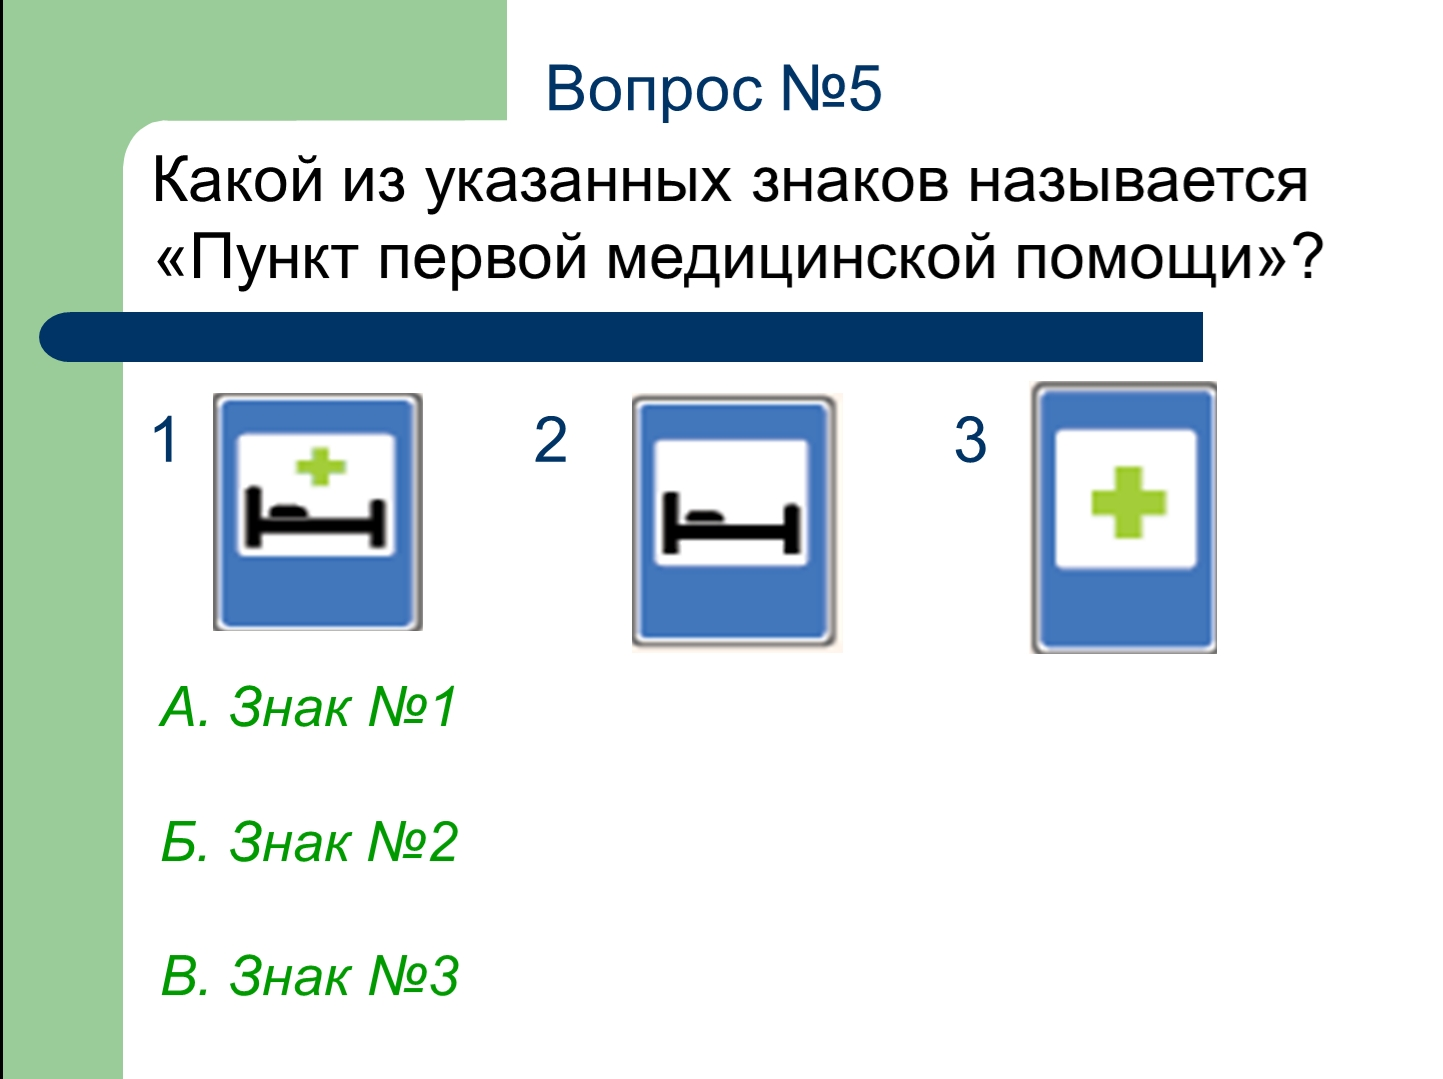 Вопрос №5
Какой из указанных знаков называется
«Пункт первой медицинской помощи»?
1 2 3
А. Знак №1
Б. Знак №2
В. Знак №3